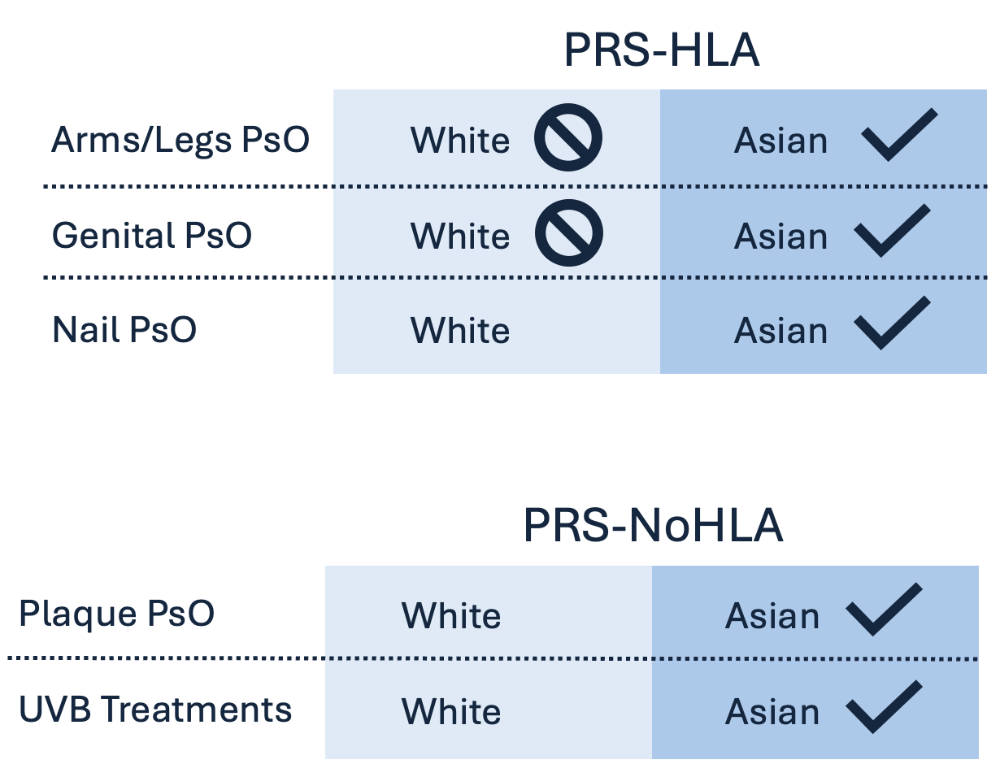 PRS-HLA
Arms/Legs PsO White Asian
Genital PsO White Asian
Nail PsO White Asian
PRS-NoHLA
Plaque PsO White Asian
UVB Treatments White Asian